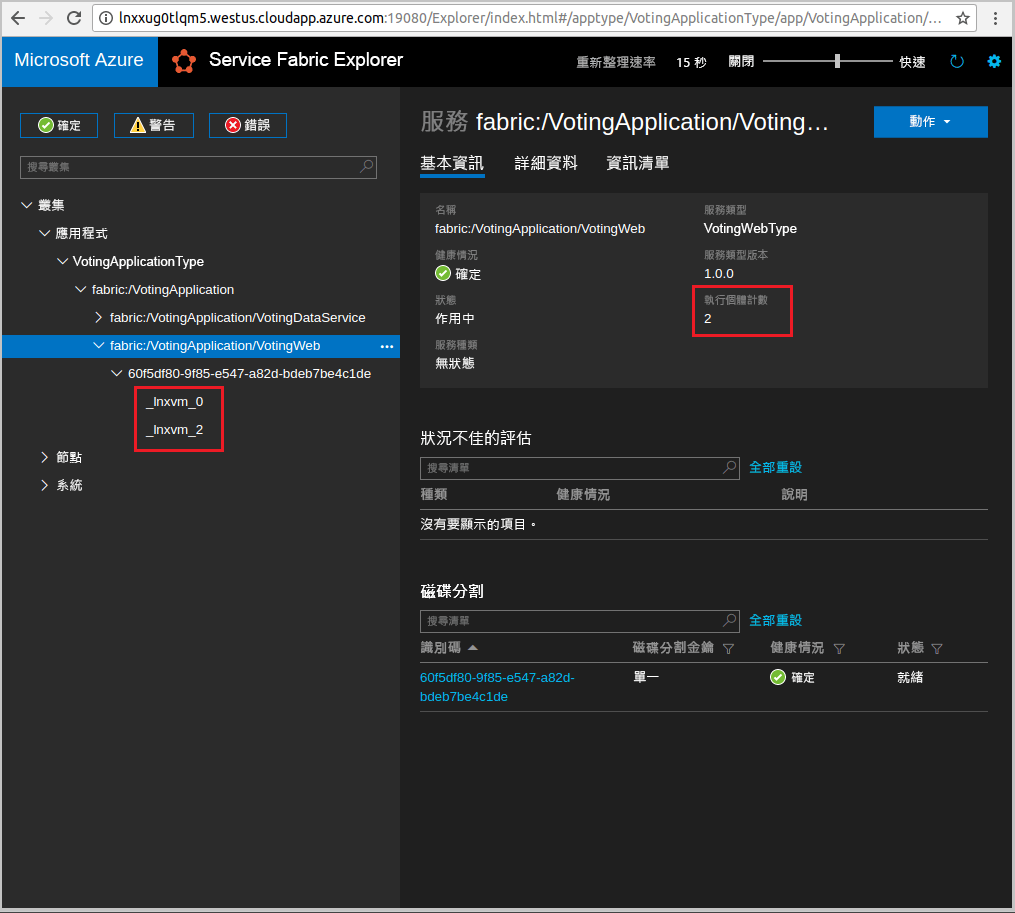 lnxxug0tlqm5.westus.cloudapp.azure.com:19080/Explorer/index.html#/apptype/VotingApplicationType/app/VotingApplication/...
Microsoft Azure
Service Fabric Explorer
重新整理速率 15 秒 關閉 快速
確定 警告 錯誤
搜尋叢集
叢集
應用程式
VotingApplicationType
fabric:/VotingApplication
fabric:/VotingApplication/VotingDataService
fabric:/VotingApplication/VotingWeb
60f5df80-9f85-e547-a82d-bdeb7be4c1de
_lnxvm_0
_lnxvm_2
節點
系統
服務 fabric:/VotingApplication/Voting...
動作
基本資訊 詳細資料 資訊清單
名稱
fabric:/VotingApplication/VotingWeb
健康情況
確定
狀態
作用中
服務種類
無狀態
服務類型
VotingWebType
服務類型版本
1.0.0
執行個體計數
2
狀況不佳的評估
搜尋清單 全部重設
種類 健康情況 說明
沒有要顯示的項目。
磁碟分割
搜尋清單 全部重設
識別碼 磁碟分割金鑰 健康情況 狀態
60f5df80-9f85-e547-a82d- 單一 確定 就緒
bdeb7be4c1de